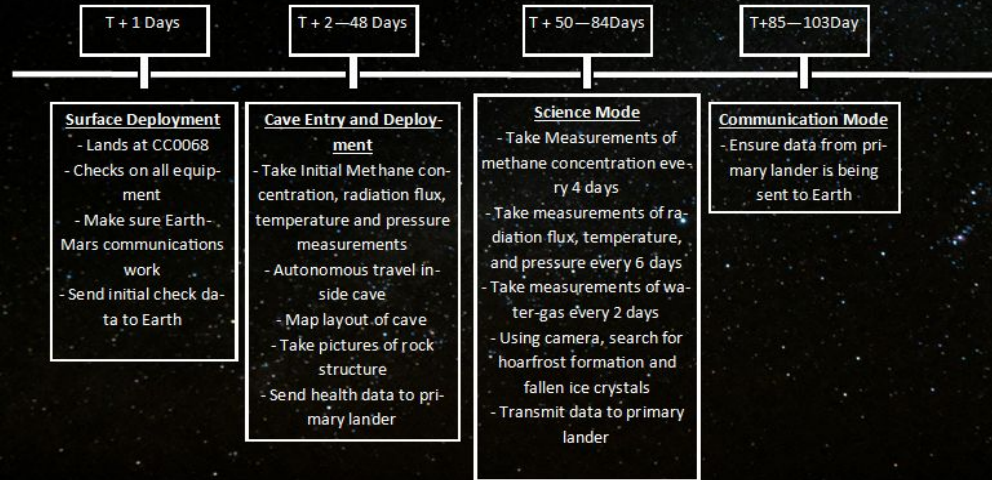 T + 1 Days
T + 2—48 Days
T + 50—84Days
T+85—103Day
Surface Deployment
- Lands at CC0068
- Checks on all equip-
ment
- Make sure Earth-
Mars communications
work
- Send initial check da-
ta to Earth
Cave Entry and Deploy-
ment
- Take Initial Methane con-
centration, radiation flux,
temperature and pressure
measurements
- Autonomous travel in-
side cave
- Map layout of cave
- Take pictures of rock
structure
- Send health data to pri-
mary lander
Science Mode
- Take Measurements of
methane concentration eve-
ry 4 days
- Take measurements of ra-
diation flux, temperature,
and pressure every 6 days
- Take measurements of wa-
ter-gas every 2 days
- Using camera, search for
hoarfrost formation and
fallen ice crystals
- Transmit data to primary
lander
Communication Mode
- Ensure data from pri-
mary lander is being
sent to Earth